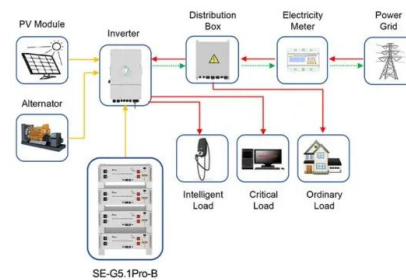 PV Module
Inverter
Distribution
Box
Electricity
Meter
Power
Grid
Alternator
Intelligent
Load
Critical
Load
Ordinary
Load
SE-G5.1Pro-B